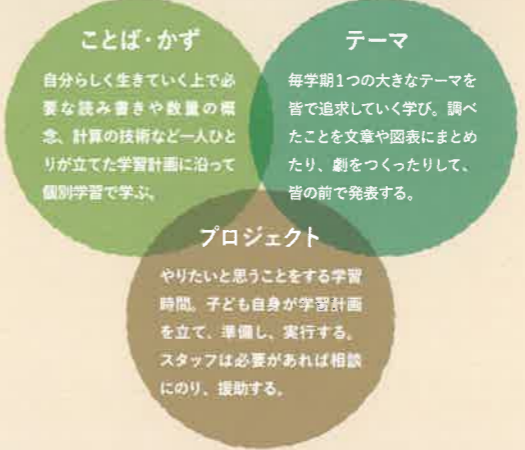 ことば・かず
自分らしく生きていく上で必
要な読み書きや数量の概
念、計算の技術など一人ひと
りが立てた学習計画に沿って
個別学習で学ぶ。
テーマ
毎学期1つの大きなテーマを
皆で追求していく学び。調べ
たことを文章や図表にまとめ
たり、劇をつくったりして、
皆の前で発表する。
プロジェクト
やりたいと思うことをする学習
時間。子ども自身が学習計画
を立て、準備し、実行する。
スタッフは必要があれば相談
にのり、援助する。